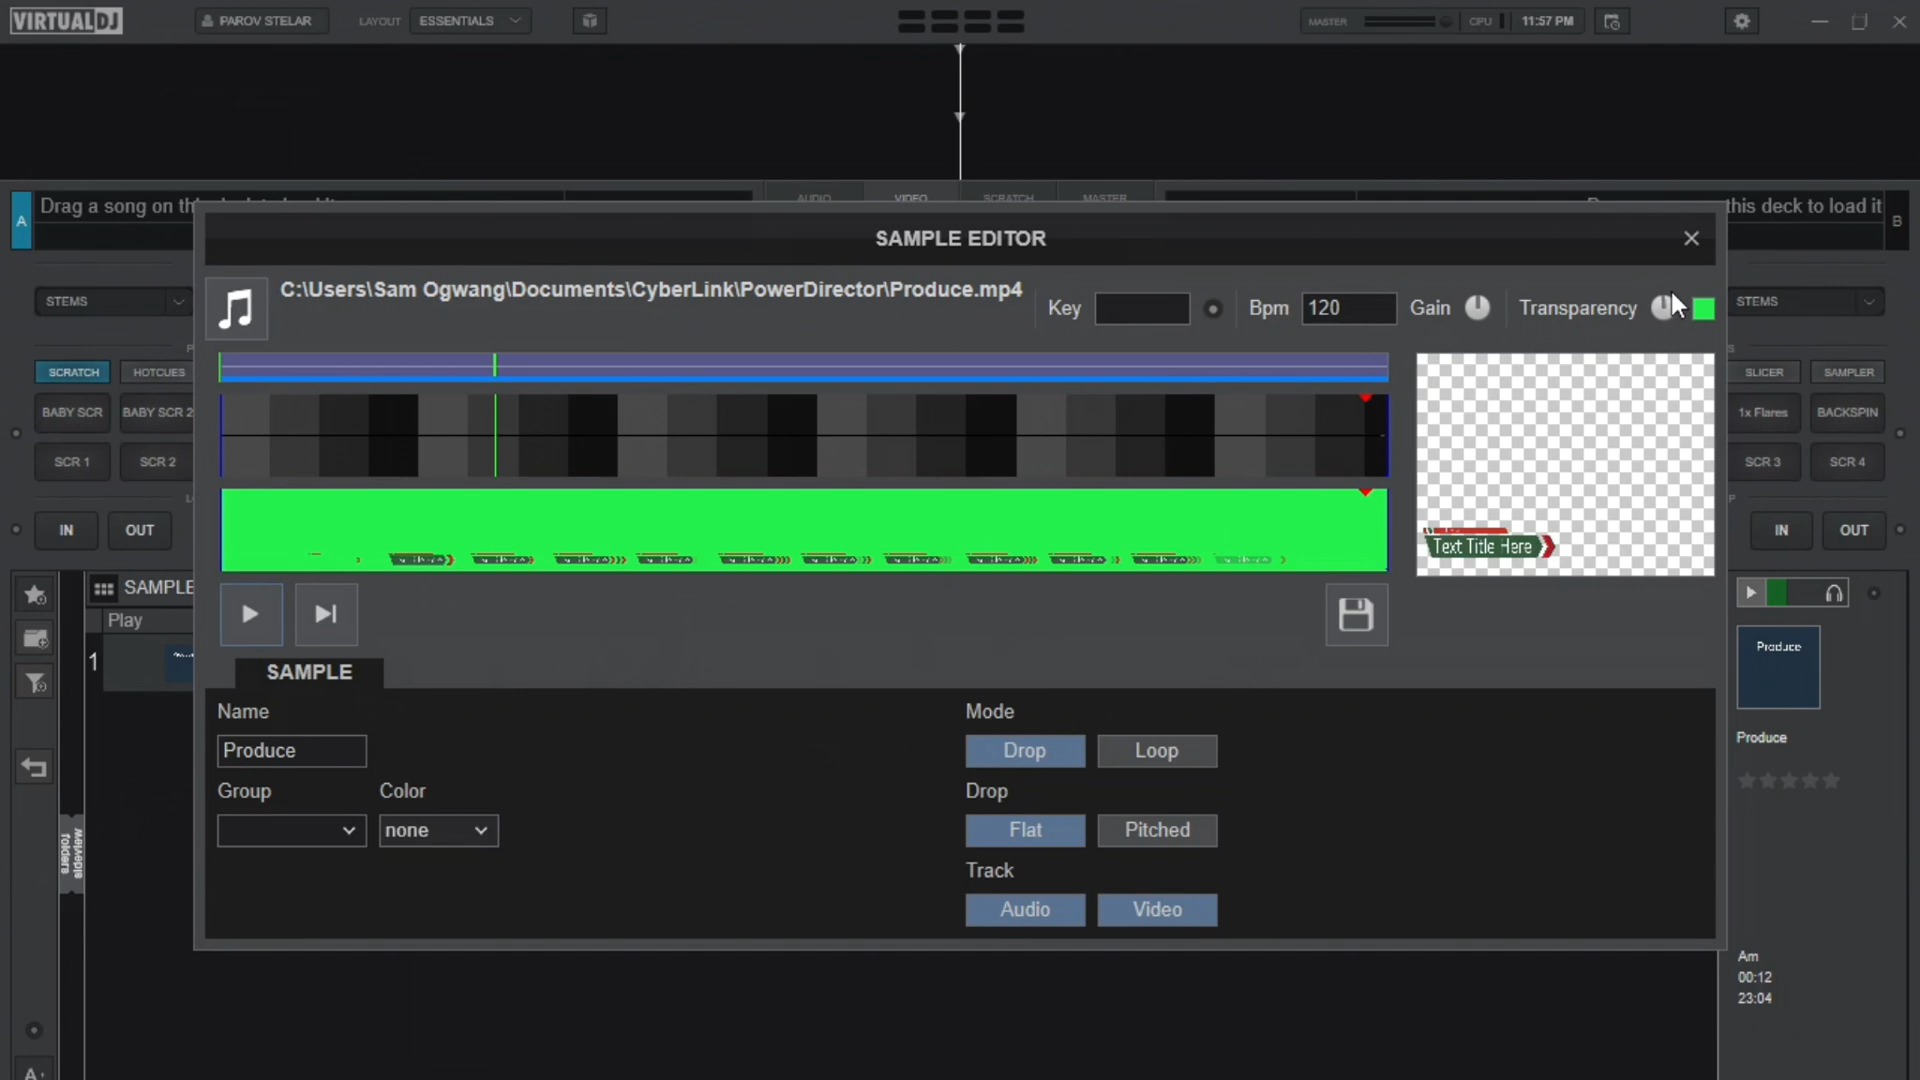 VIRTUALDJ
PAROV STELAR
LAYOUT
ESSENTIALS
MASTER
CPU
11:57 PM
A
Drag a song on th
AUDIO
VIDEO
SCRATCH
MASTER
this deck to load it
B
SAMPLE EDITOR
C:\Users\Sam Ogwang\Documents\CyberLink\PowerDirector\Produce.mp4
Key
Bpm
120
Gain
Transparency
STEMS
STEMS
SCRATCH
HOTCUES
SLICER
SAMPLER
BABY SCR
BABY SCR 2
1x Flares
BACKSPIN
SCR 1
SCR 2
SCR 3
SCR 4
IN
OUT
IN
OUT
Text Title Here
SAMPLE
Play
1
Produce
Produce
SAMPLE
Name
Produce
Group
Color
none
Mode
Drop
Loop
Drop
Flat
Pitched
Track
Audio
Video
sideview
folders
Am
00:12
23:04